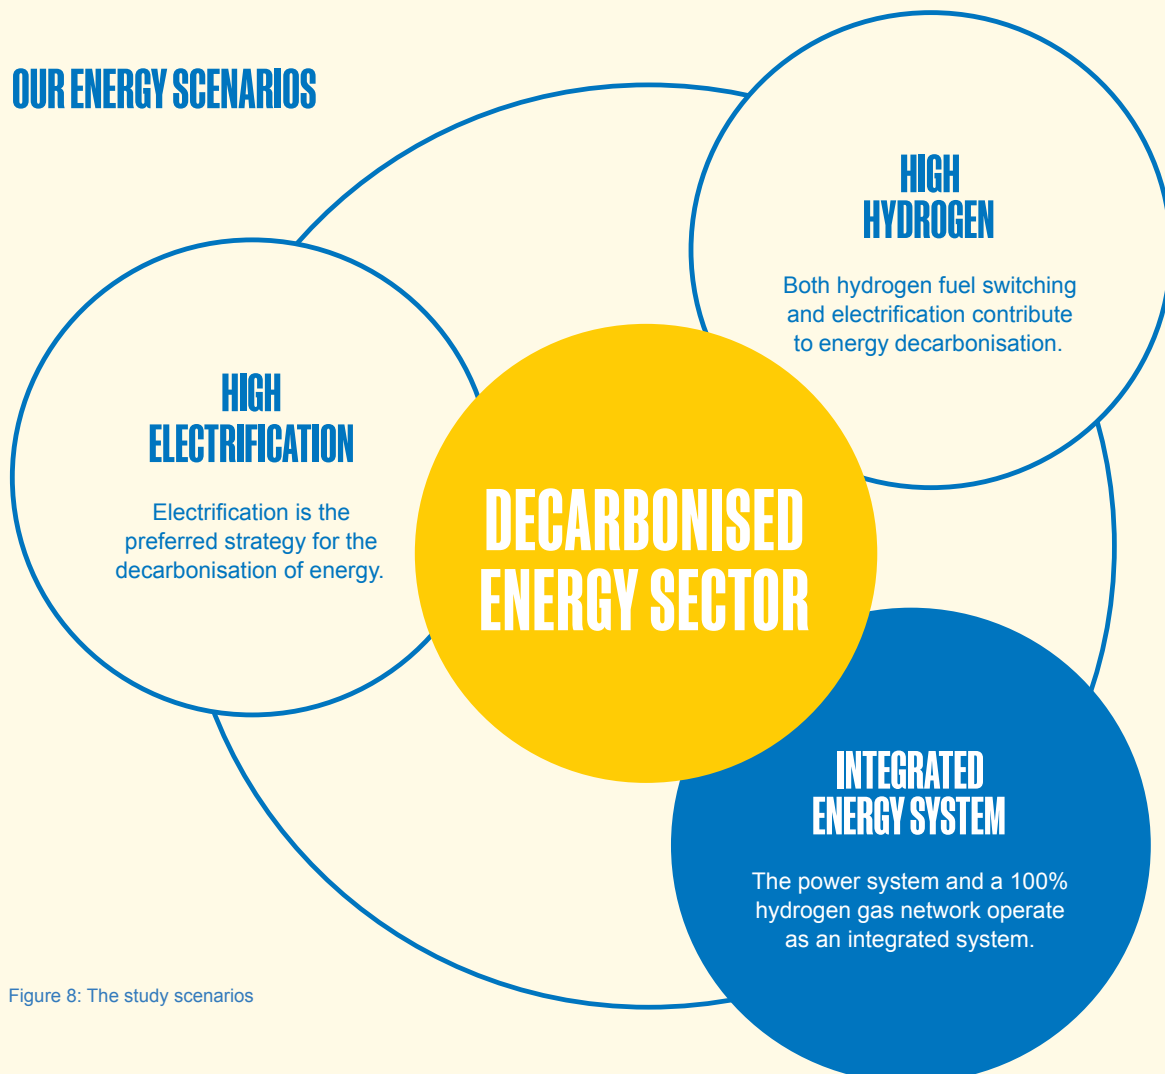 OUR ENERGY SCENARIOS
HIGH
HYDROGEN
Both hydrogen fuel switching
and electrification contribute
to energy decarbonisation.
HIGH
ELECTRIFICATION
Electrification is the
preferred strategy for the
decarbonisation of energy.
DECARBONISED
ENERGY SECTOR
INTEGRATED
ENERGY SYSTEM
The power system and a 100%
hydrogen gas network operate
as an integrated system.
Figure 8: The study scenarios